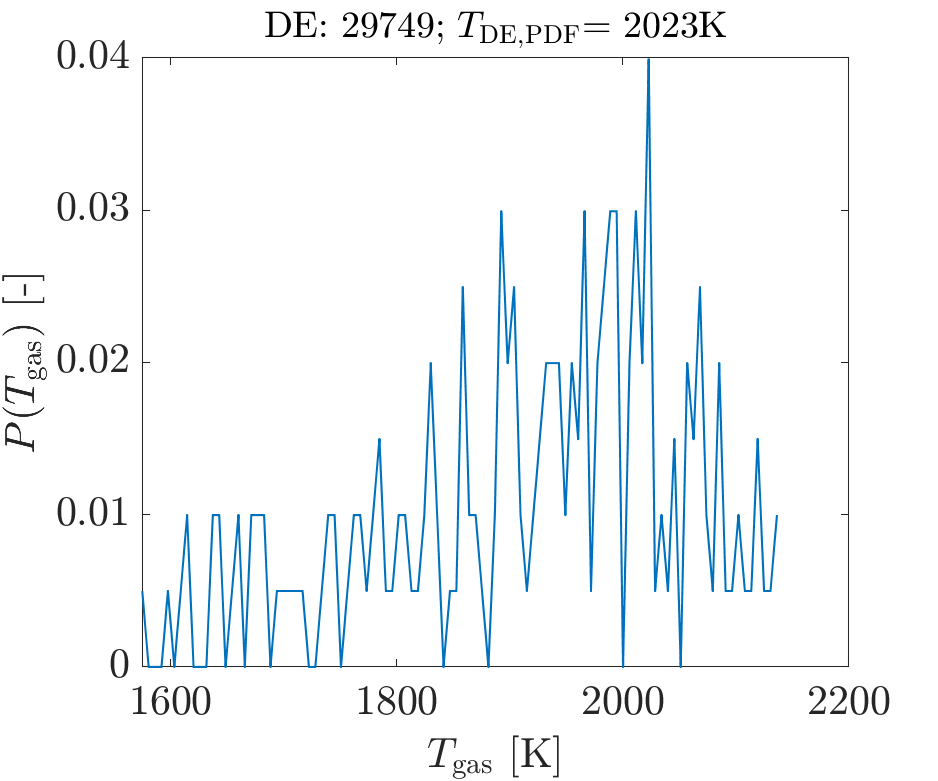 DE: 29749; T_DE,PDF= 2023K
0.04
0.03
0.02
0.01
0
P(T_gas) [-]
1600 1800 2000 2200
T_gas [K]